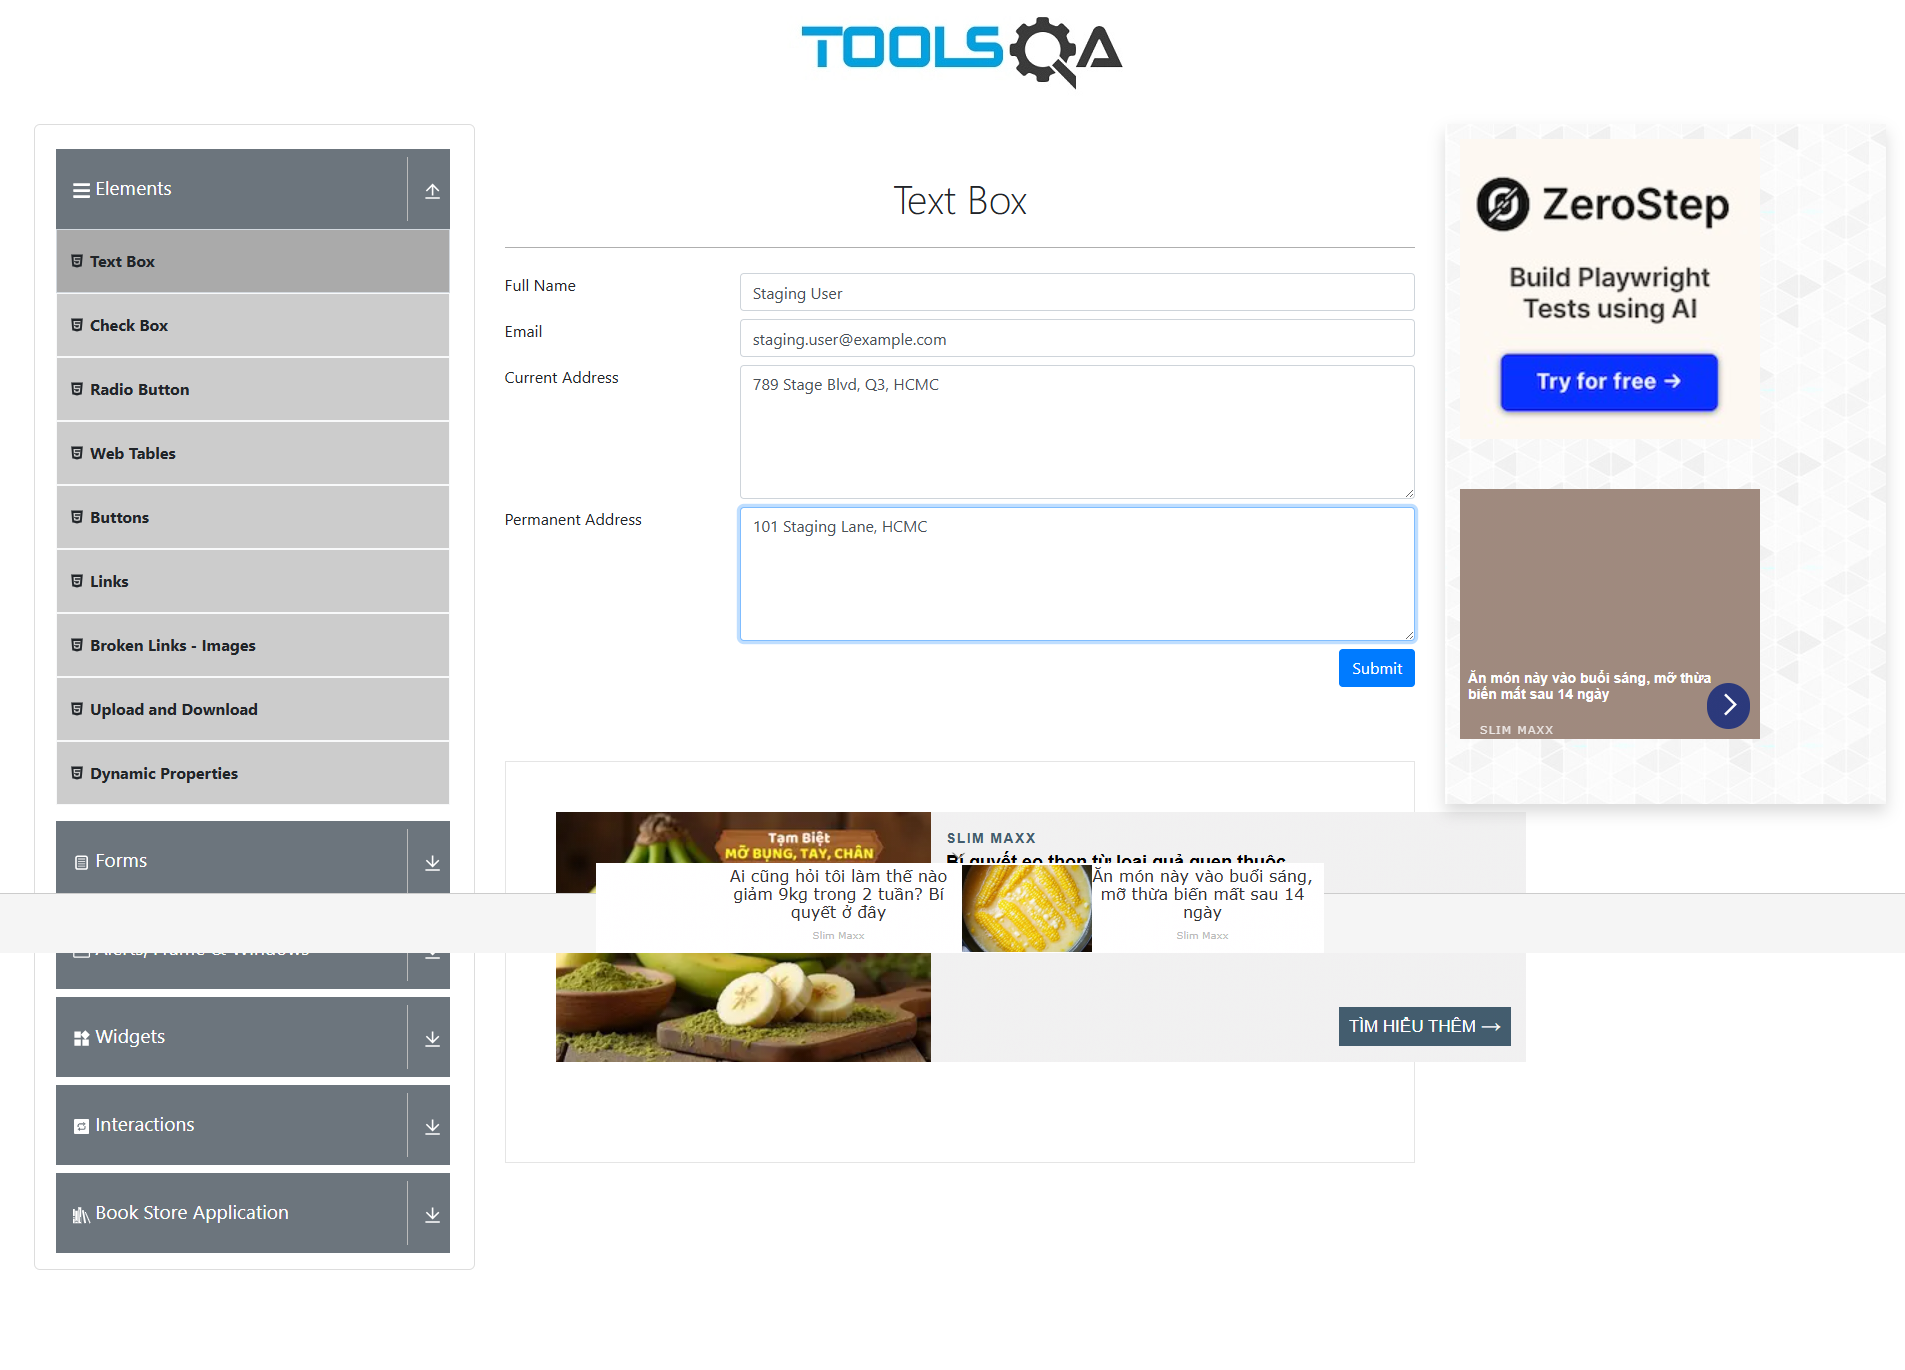 TOOLSQA
Elements
Text Box
Check Box
Radio Button
Web Tables
Buttons
Links
Broken Links - Images
Upload and Download
Dynamic Properties
Forms
Alerts, Frame & Windows
Widgets
Interactions
Book Store Application
Text Box
Full Name
Staging User
Email
staging.user@example.com
Current Address
789 Stage Blvd, Q3, HCMC
Permanent Address
101 Staging Lane, HCMC
Submit
ZeroStep
Build Playwright
Tests using AI
Try for free →
Ăn món này vào buổi sáng, mỡ thừa
biến mất sau 14 ngày
SLIM MAXX
Tạm Biệt
MỠ BỤNG, TAY, CHÂN
SLIM MAXX
Bí quyết eo thon từ loại quả quen thuộc
Ai cũng hỏi tôi làm thế nào
giảm 9kg trong 2 tuần? Bí
quyết ở đây
Slim Maxx
Ăn món này vào buổi sáng,
mỡ thừa biến mất sau 14
ngày
Slim Maxx
TÌM HIỂU THÊM →